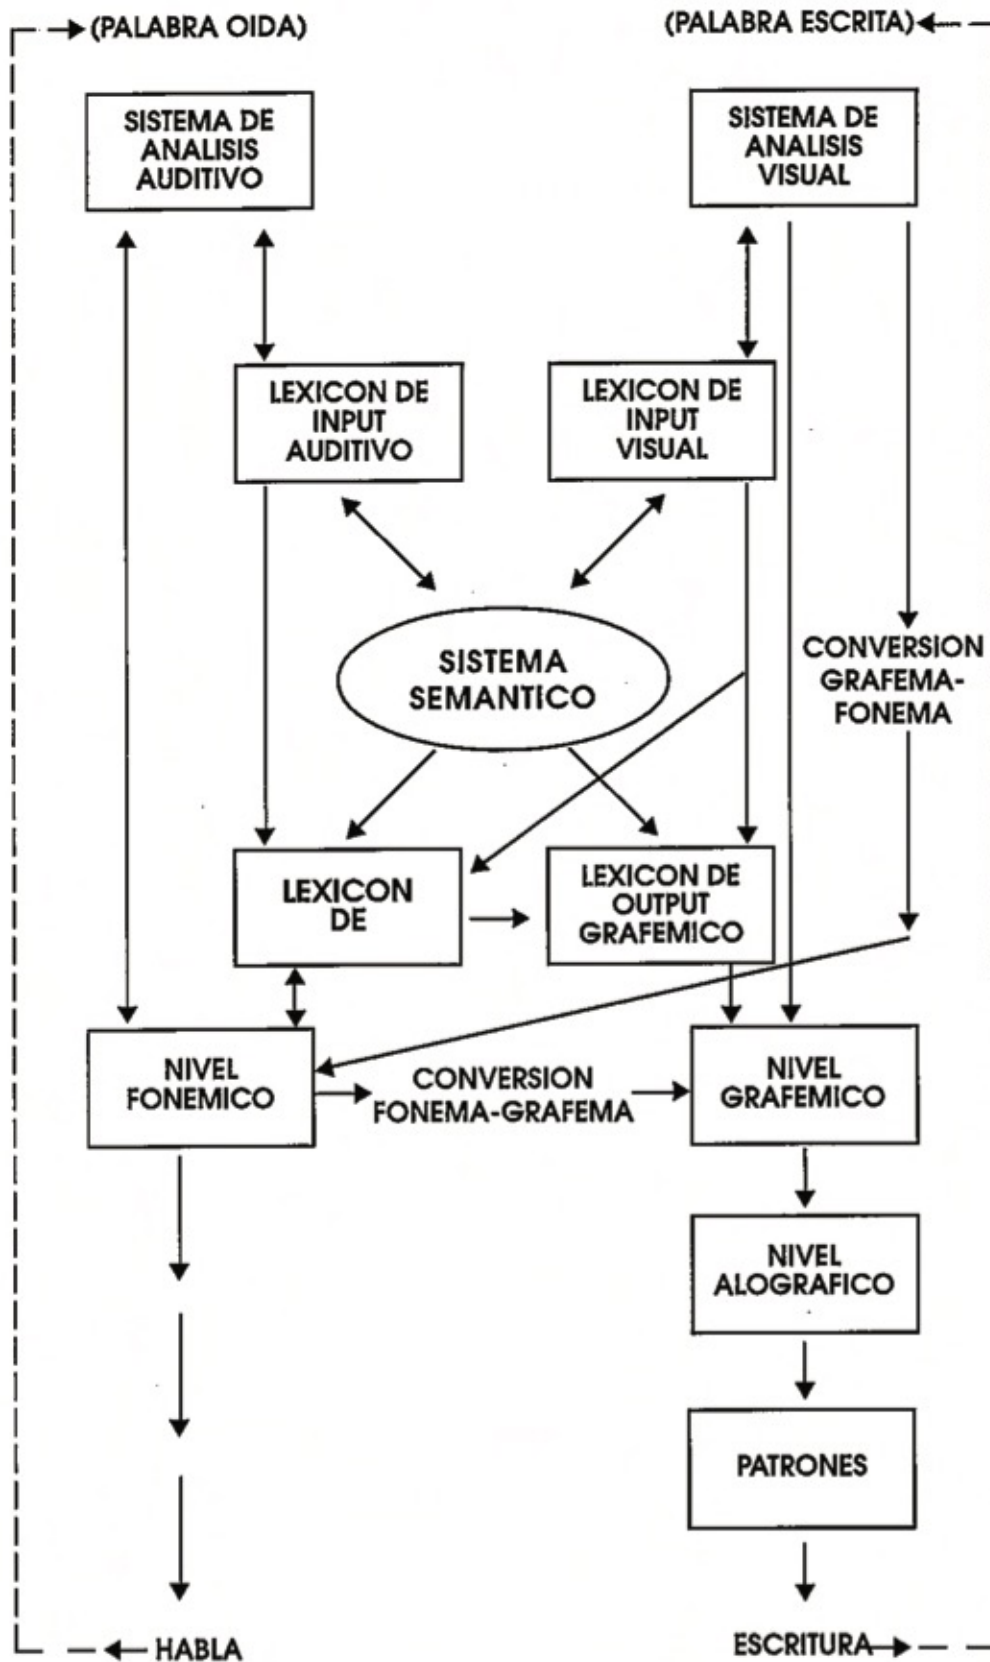 (PALABRA OIDA)
(PALABRA ESCRITA)
SISTEMA DE
ANALISIS
AUDITIVO
SISTEMA DE
ANALISIS
VISUAL
LEXICON DE
INPUT
AUDITIVO
LEXICON DE
INPUT
VISUAL
SISTEMA
SEMANTICO
CONVERSION
GRAFEMA-
FONEMA
LEXICON
DE
LEXICON DE
OUTPUT
GRAFEMICO
NIVEL
FONEMICO
CONVERSION
FONEMA-GRAFEMA
NIVEL
GRAFEMICO
NIVEL
ALOGRAFICO
PATRONES
HABLA
ESCRITURA